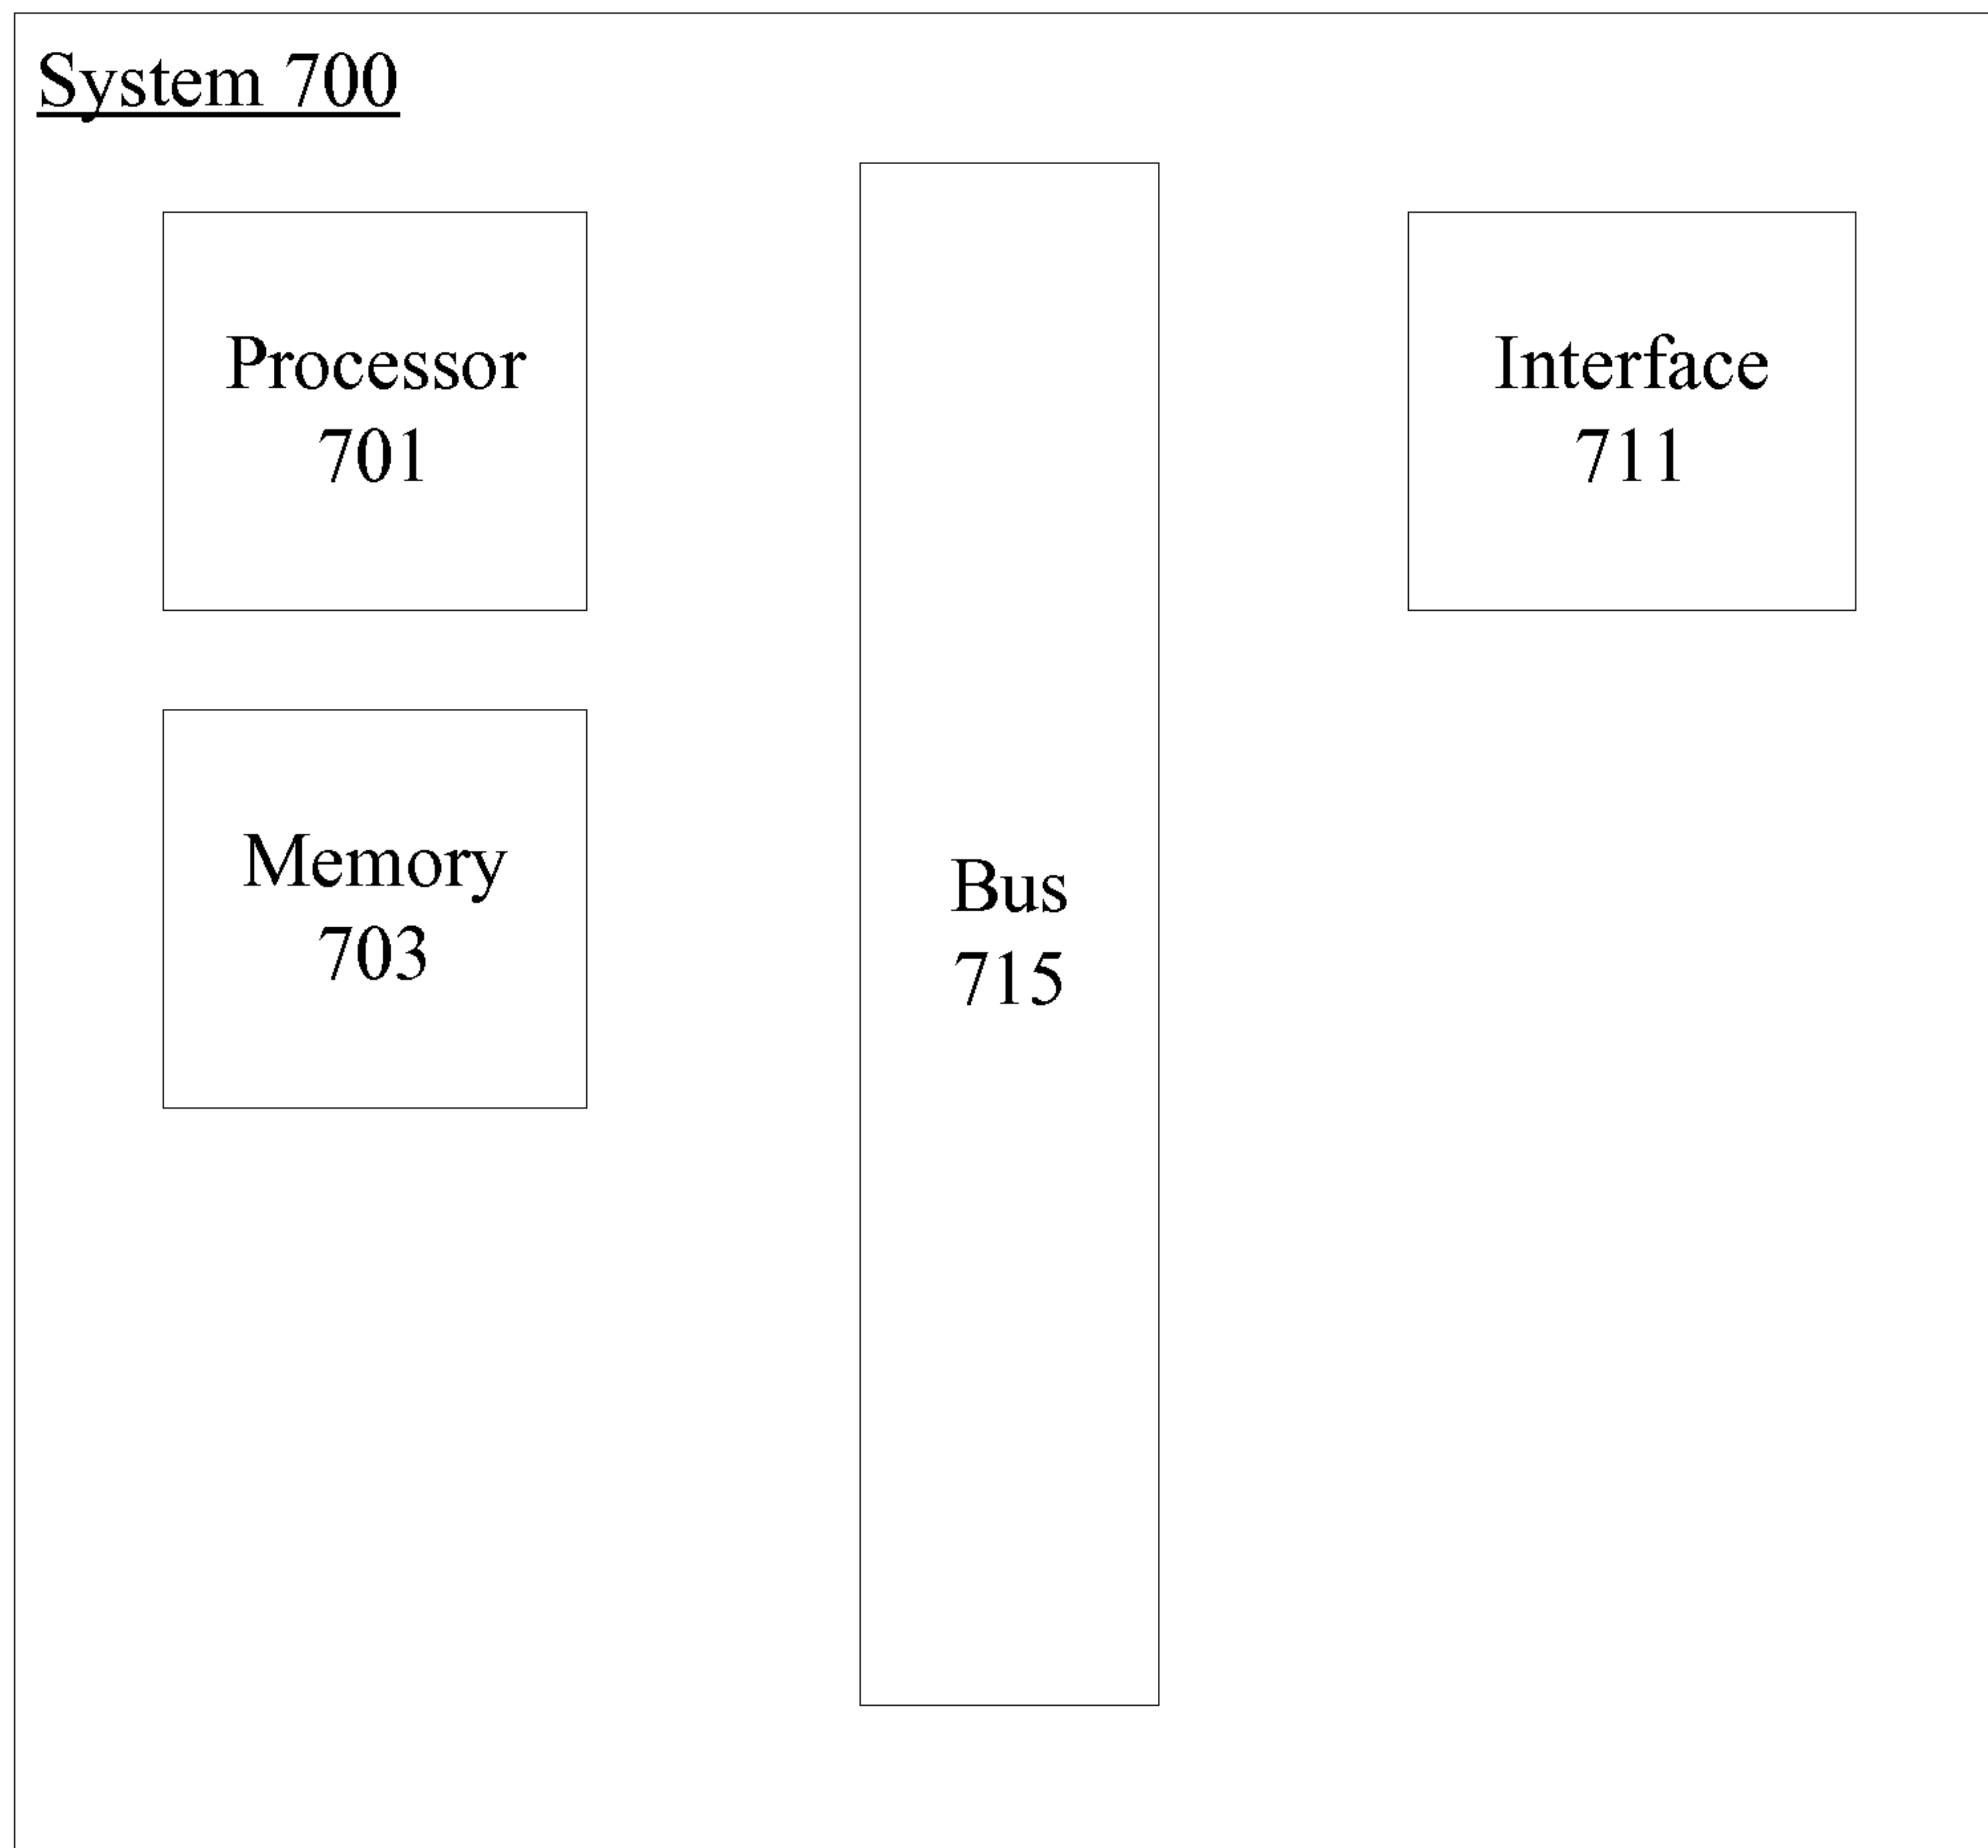 System 700
Processor
701
Interface
711
Memory
703
Bus
715